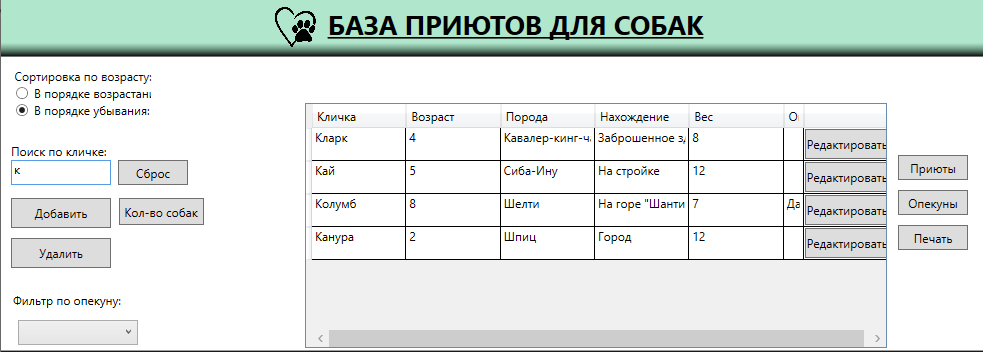 БАЗА ПРИЮТОВ ДЛЯ СОБАК
Сортировка по возрасту:
В порядке возрастани
В порядке убывания:
Поиск по кличке:
к
Сброс
Добавить
Кол-во собак
Удалить
Фильтр по опекуну:
Кличка Возраст Порода Нахождение Вес О
Кларк 4 Кавалер-кинг-ч Заброшенное з Редактировать 8
Кай 5 Сиба-Ину На стройке 12 Редактировать
Колумб 8 Шелти На горе "Шанти 7 Да Редактировать
Канура 2 Шпиц Город 12 Редактировать
Приюты
Опекуны
Печать